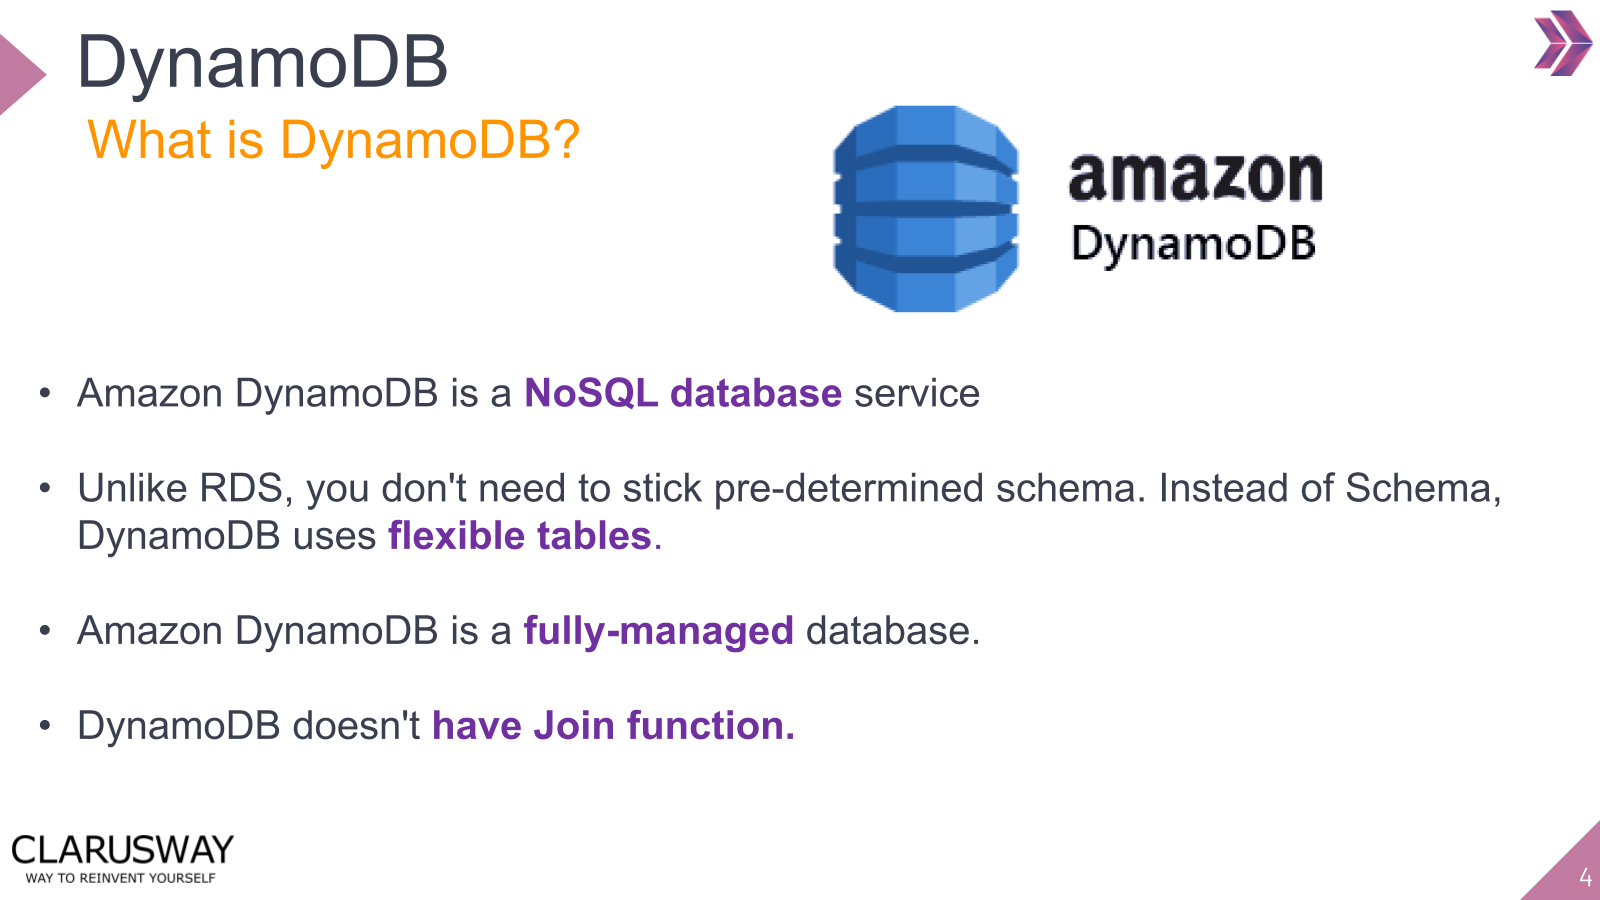 DynamoDB
What is DynamoDB?
amazon
DynamoDB
• Amazon DynamoDB is a NoSQL database service
• Unlike RDS, you don't need to stick pre-determined schema. Instead of Schema,
DynamoDB uses flexible tables.
• Amazon DynamoDB is a fully-managed database.
• DynamoDB doesn't have Join function.
CLARUSWAY
WAY TO REINVENT YOURSELF
4